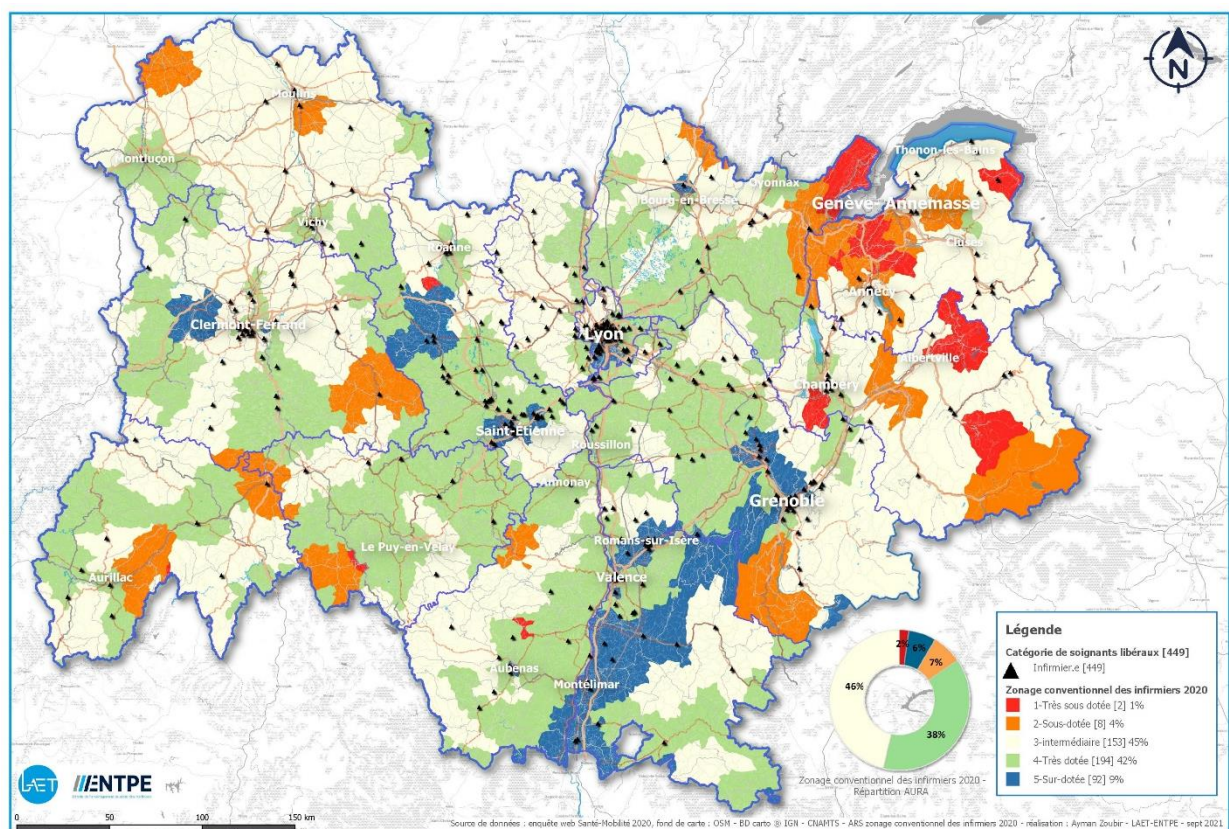 N
Moulins
Montluçon
Thonon-les-Bains
Oyonnax
Genève-Annemasse
Bourg-en-Bresse
Vichy
Roanne
Cluses
Annecy
Clermont-Ferrand
Lyon
Albertville
Chambéry
Saint-Étienne
Roussillon
Annonay
Grenoble
Romans-sur-Isère
Le Puy-en-Velay
Valence
Aurillac
Aubenas
Montélimar
2%
6%
7%
46%
38%
Zonage conventionnel des infirmiers 2020 -
Répartition AURA
Légende
Catégorie de soignants libéraux [449]
Infirmier.e [449]
Zonage conventionnel des infirmiers 2020
1-Très sous dotée [2] 1%
2-Sous-dotée [8] 4%
3-intermédiaire [153] 45%
4-Très dotée [194] 42%
5-Sur-dotée [92] 9%
LAET
ENTPE
0 50 100 150 km
Source de données : enquête web Santé-Mobilité 2020, fond de carte : OSM - BD carto ® IGN - CNAMTS - ARS zonage conventionnel des infirmiers 2020 - réalisation : Ayman Zoubir - LAET-ENTPE - sept 2021